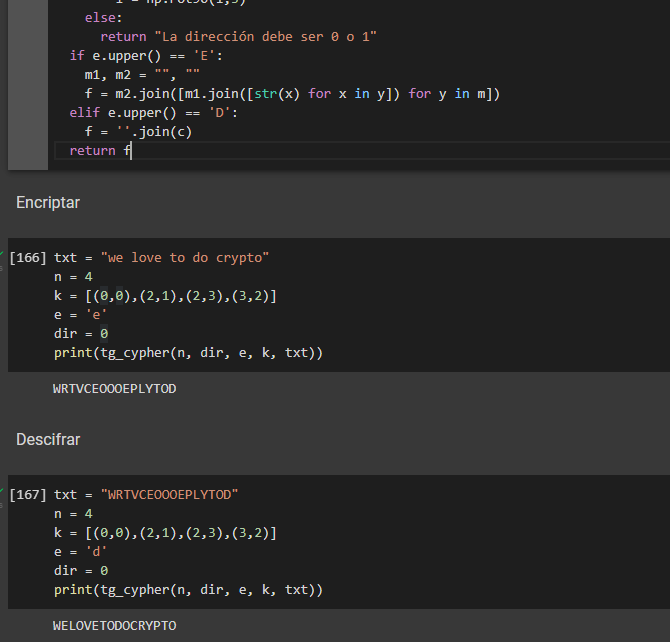 else:
return "La dirección debe ser 0 o 1"
if e.upper() == 'E':
m1, m2 = "", ""
f = m2.join([m1.join([str(x) for x in y]) for y in m])
elif e.upper() == 'D':
f = ''.join(c)
return f
Encriptar
[166] txt = "we love to do crypto"
n = 4
k = [(0,0),(2,1),(2,3),(3,2)]
e = 'e'
dir = 0
print(tg_cypher(n, dir, e, k, txt))
WRTVCEOOOEPLYTOD
Descifrar
[167] txt = "WRTVCEOOOEPLYTOD"
n = 4
k = [(0,0),(2,1),(2,3),(3,2)]
e = 'd'
dir = 0
print(tg_cypher(n, dir, e, k, txt))
WELOVETODOCRYPTO